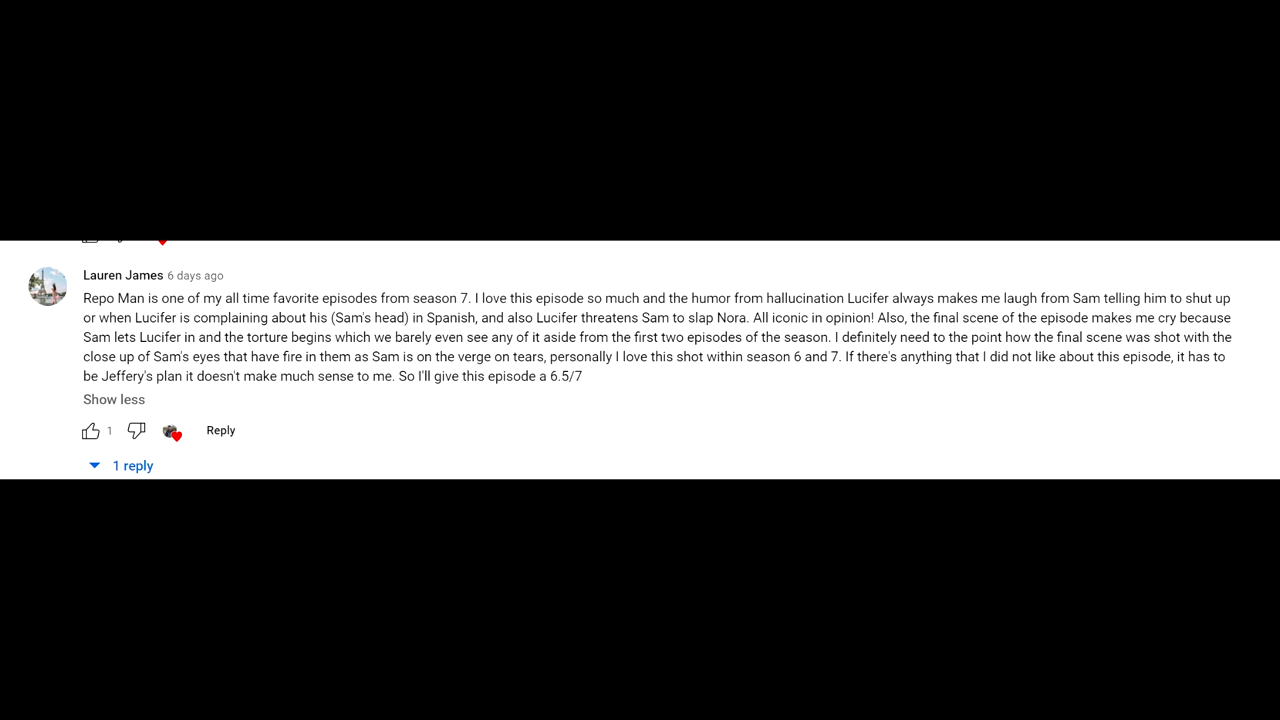 Lauren James 6 days ago
Repo Man is one of my all time favorite episodes from season 7. I love this episode so much and the humor from hallucination Lucifer always makes me laugh from Sam telling him to shut up
or when Lucifer is complaining about his (Sam's head) in Spanish, and also Lucifer threatens Sam to slap Nora. All iconic in opinion! Also, the final scene of the episode makes me cry because
Sam lets Lucifer in and the torture begins which we barely even see any of it aside from the first two episodes of the season. I definitely need to the point how the final scene was shot with the
close up of Sam's eyes that have fire in them as Sam is on the verge on tears, personally I love this shot within season 6 and 7. If there's anything that I did not like about this episode, it has to
be Jeffery's plan it doesn't make much sense to me. So I'll give this episode a 6.5/7
Show less
1 Reply
1 reply